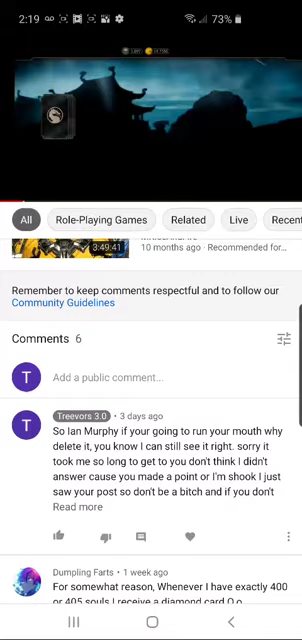 2:19
73%
All
Role-Playing Games
Related
Live
Recent
3:49:41
10 months ago • Recommended for...
Remember to keep comments respectful and to follow our
Community Guidelines
Comments 6
T
Add a public comment...
T
Treevors 3.0 • 3 days ago
So Ian Murphy if your going to run your mouth why
delete it, you know I can still see it right. sorry it
took me so long to get to you don't think I didn't
answer cause you made a point or I'm shook I just
saw your post so don't be a bitch and if you don't
Read more
Dumpling Farts • 1 week ago
For some reason, Whenever I have exactly 400
or 405 souls I receive a diamond card O.o